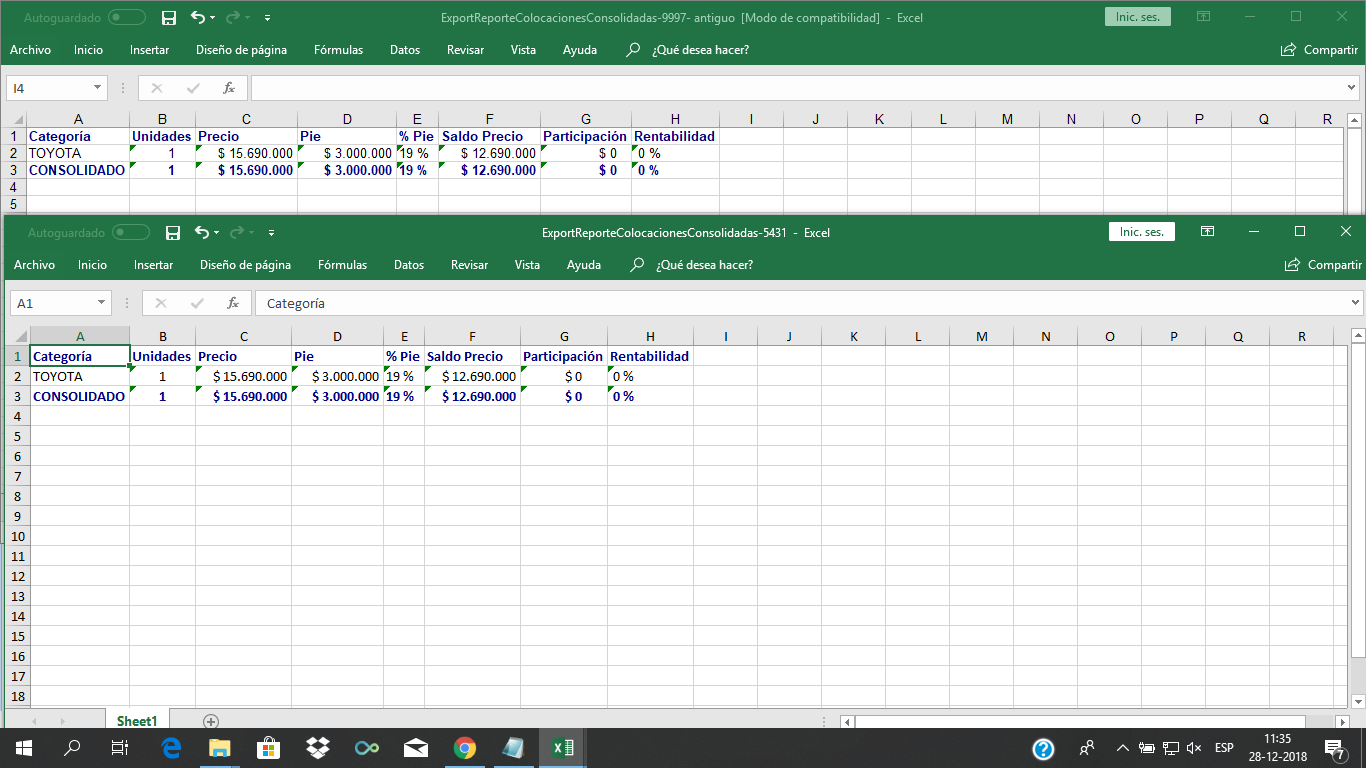 Autoguardado ExportReporteColocacionesConsolidadas-9997- antiguo [Modo de compatibilidad] - Excel Inic. ses.
Archivo Inicio Insertar Diseño de página Fórmulas Datos Revisar Vista Ayuda ¿Qué desea hacer? Compartir
I4 fx
A B C D E F G H I J K L M N O P Q R
1 Categoría Unidades Precio Pie % Pie Saldo Precio Participación Rentabilidad
2 TOYOTA 1 $ 15.690.000 $ 3.000.000 19 % $ 12.690.000 $ 0 0 %
3 CONSOLIDADO 1 $ 15.690.000 $ 3.000.000 19 % $ 12.690.000 $ 0 0 %
4
5
Autoguardado ExportReporteColocacionesConsolidadas-5431 - Excel Inic. ses.
Archivo Inicio Insertar Diseño de página Fórmulas Datos Revisar Vista Ayuda ¿Qué desea hacer? Compartir
A1 fx Categoría
A B C D E F G H I J K L M N O P Q R
1 Categoría Unidades Precio Pie % Pie Saldo Precio Participación Rentabilidad
2 TOYOTA 1 $ 15.690.000 $ 3.000.000 19 % $ 12.690.000 $ 0 0 %
3 CONSOLIDADO 1 $ 15.690.000 $ 3.000.000 19 % $ 12.690.000 $ 0 0 %
4
5
6
7
8
9
10
11
12
13
14
15
16
17
18
Sheet1
ESP 11:35
28-12-2018 7